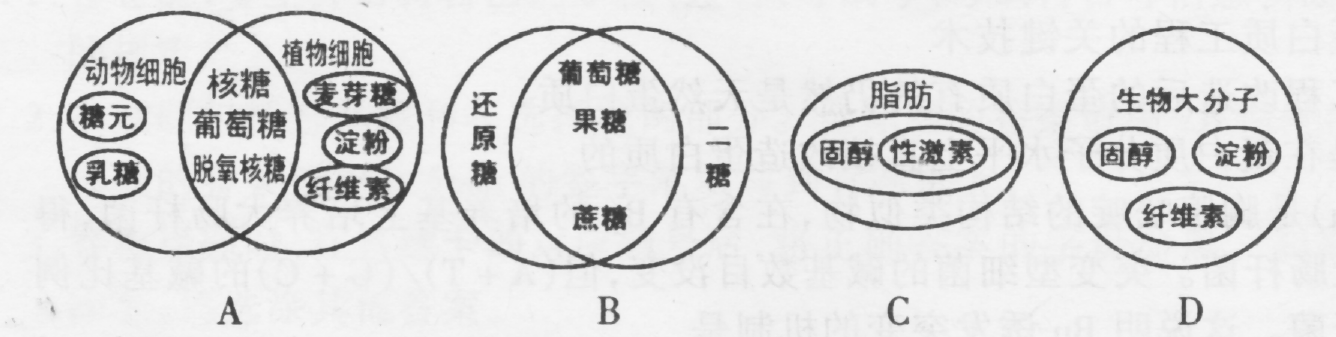 动物细胞
糖元
乳糖
核糖
葡萄糖
脱氧核糖
植物细胞
麦芽糖
淀粉
纤维素
A
还原糖
葡萄糖
果糖
蔗糖
二糖
B
脂肪
固醇 性激素
C
生物大分子
固醇 淀粉
纤维素
D